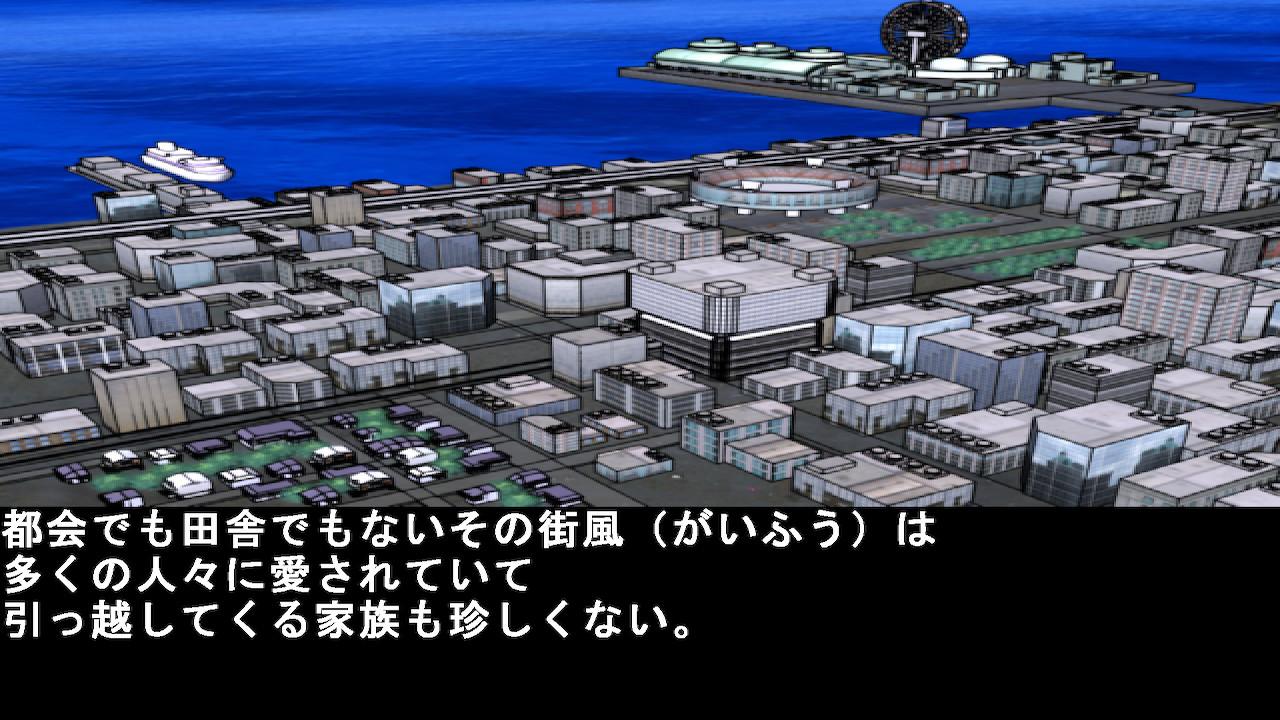 都会でも田舎でもないその街風（がいふう）は
多くの人々に愛されていて
引っ越してくる家族も珍しくない。